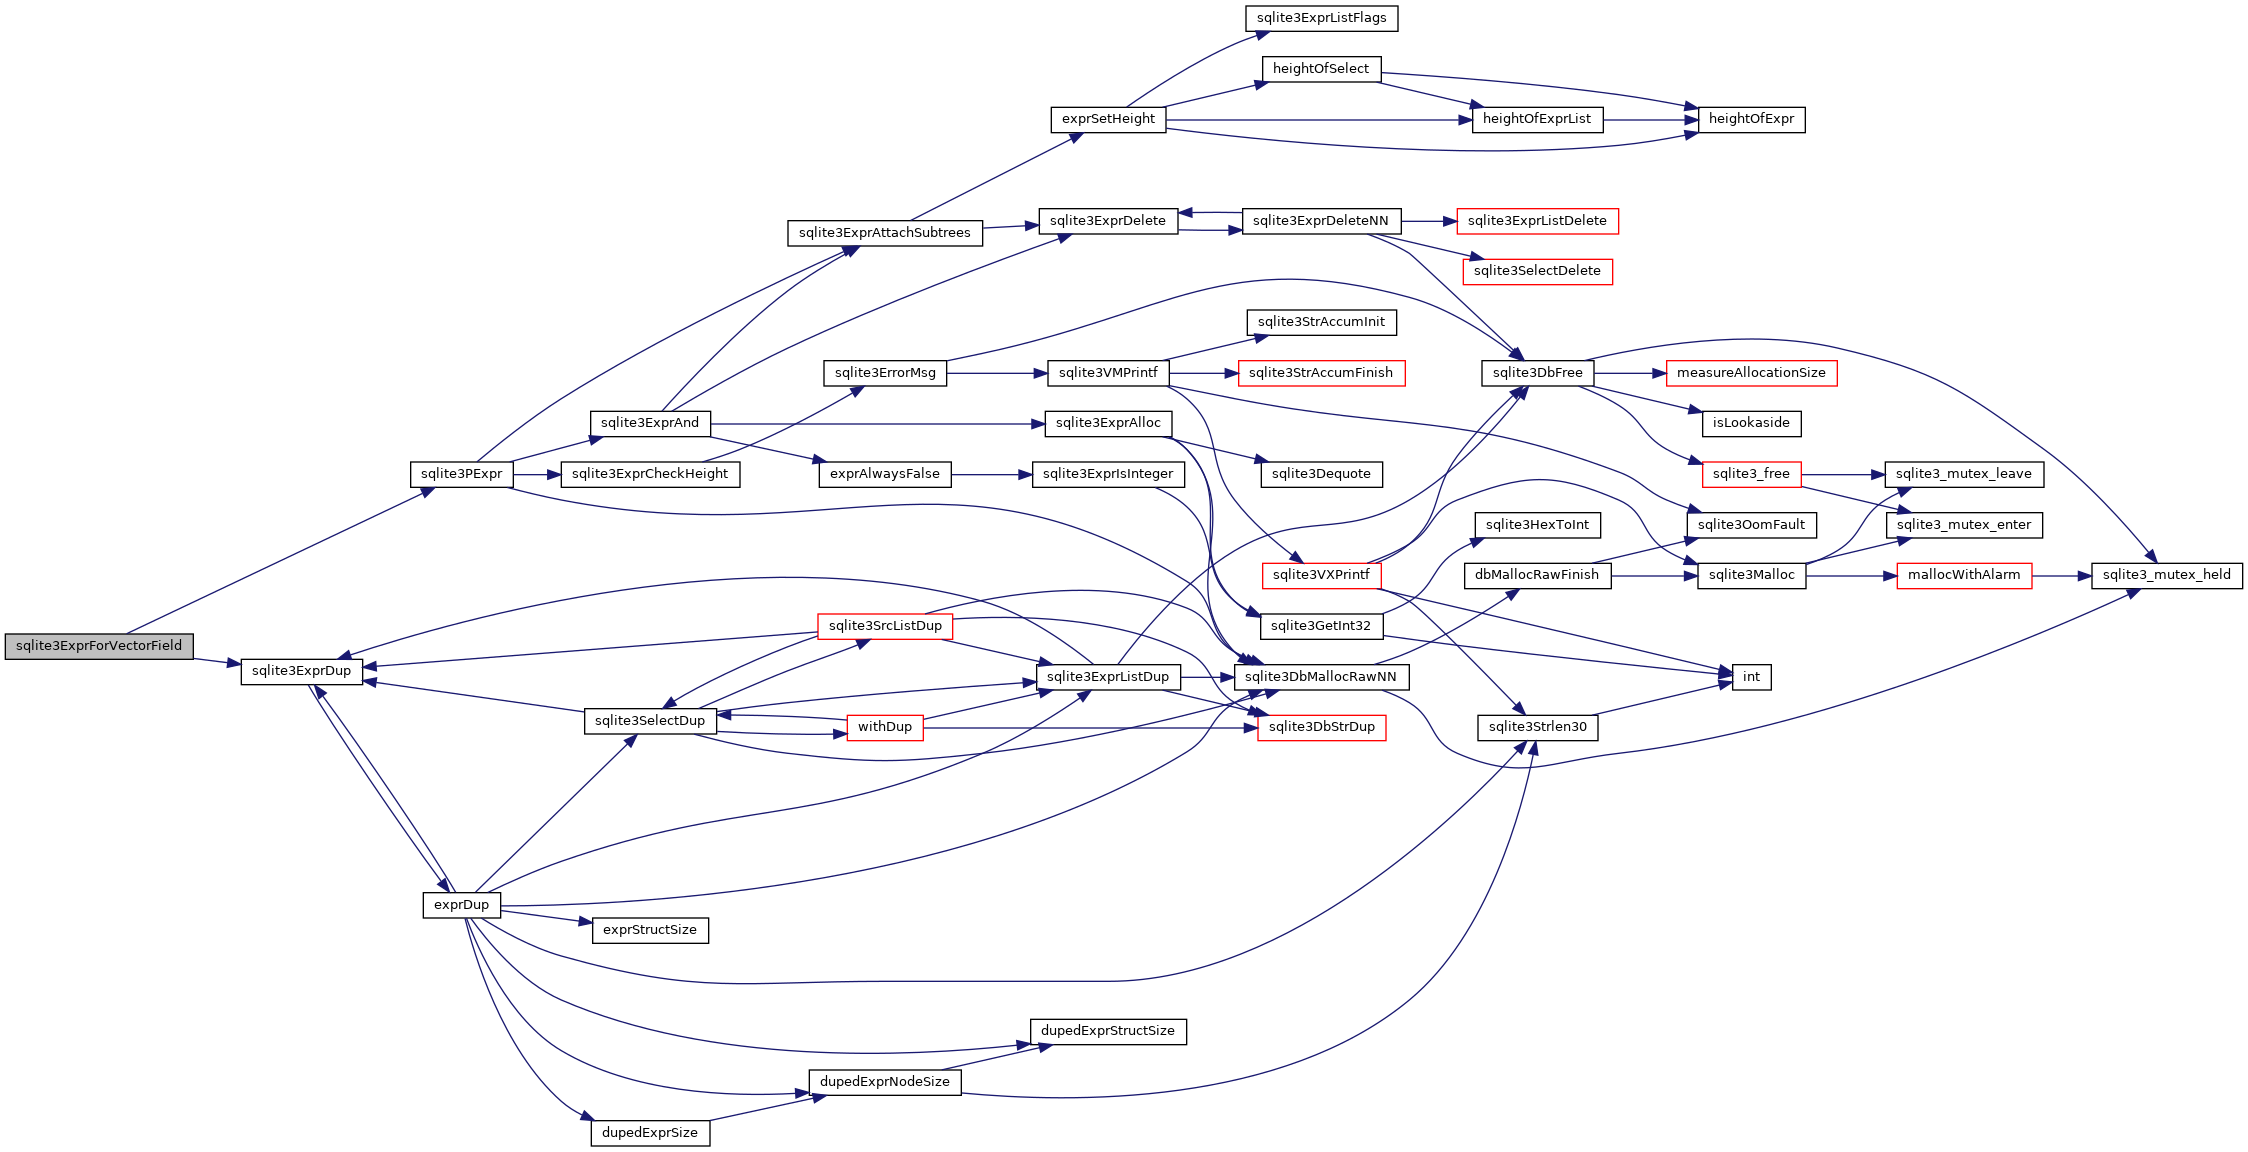 sqlite3ExprListFlags
heightOfSelect
exprSetHeight
heightOfExprList
heightOfExpr
sqlite3ExprAttachSubtrees
sqlite3ExprDelete
sqlite3ExprDeleteNN
sqlite3ExprListDelete
sqlite3SelectDelete
sqlite3StrAccumInit
sqlite3ErrorMsg
sqlite3VMPrintf
sqlite3StrAccumFinish
sqlite3DbFree
measureAllocationSize
sqlite3ExprAnd
sqlite3ExprAlloc
isLookaside
sqlite3PExpr
sqlite3ExprCheckHeight
exprAlwaysFalse
sqlite3ExprIsInteger
sqlite3Dequote
sqlite3_free
sqlite3_mutex_leave
sqlite3HexToInt
sqlite3OomFault
sqlite3_mutex_enter
sqlite3VXPrintf
dbMallocRawFinish
sqlite3Malloc
mallocWithAlarm
sqlite3_mutex_held
sqlite3SrcListDup
sqlite3GetInt32
sqlite3ExprForVectorField
sqlite3ExprDup
sqlite3ExprListDup
sqlite3DbMallocRawNN
int
sqlite3SelectDup
withDup
sqlite3DbStrDup
sqlite3Strlen30
exprDup
exprStructSize
dupedExprStructSize
dupedExprNodeSize
dupedExprSize